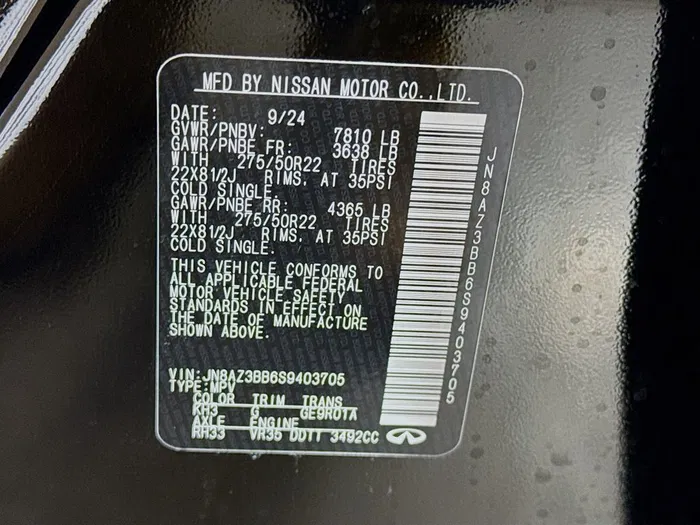 MFD BY NISSAN MOTOR CO.,LTD.
DATE: 9/24
GVWR/PNBV: 7810 LB
GAWR/PNBE FR: 3638 LB
WITH 275/50R22 TIRES
22X81/2J RIMS. AT 35PSI
COLD SINGLE.
GAWR/PNBE RR: 4365 LB
WITH 275/50R22 TIRES
22X81/2J RIMS. AT 35PSI
COLD SINGLE.
THIS VEHICLE CONFORMS TO
ALL APPLICABLE FEDERAL
MOTOR VEHICLE SAFETY
STANDARDS IN EFFECT ON
THE DATE OF MANUFACTURE
SHOWN ABOVE.
VIN:JN8AZ3BB6S9403705
TYPE:MPV
COLOR TRIM TRANS
KH3 G GE9R01A
AXLE ENGINE
RH33 VR35 DDTT 3492CC
JN8AZ3BB6S9403705